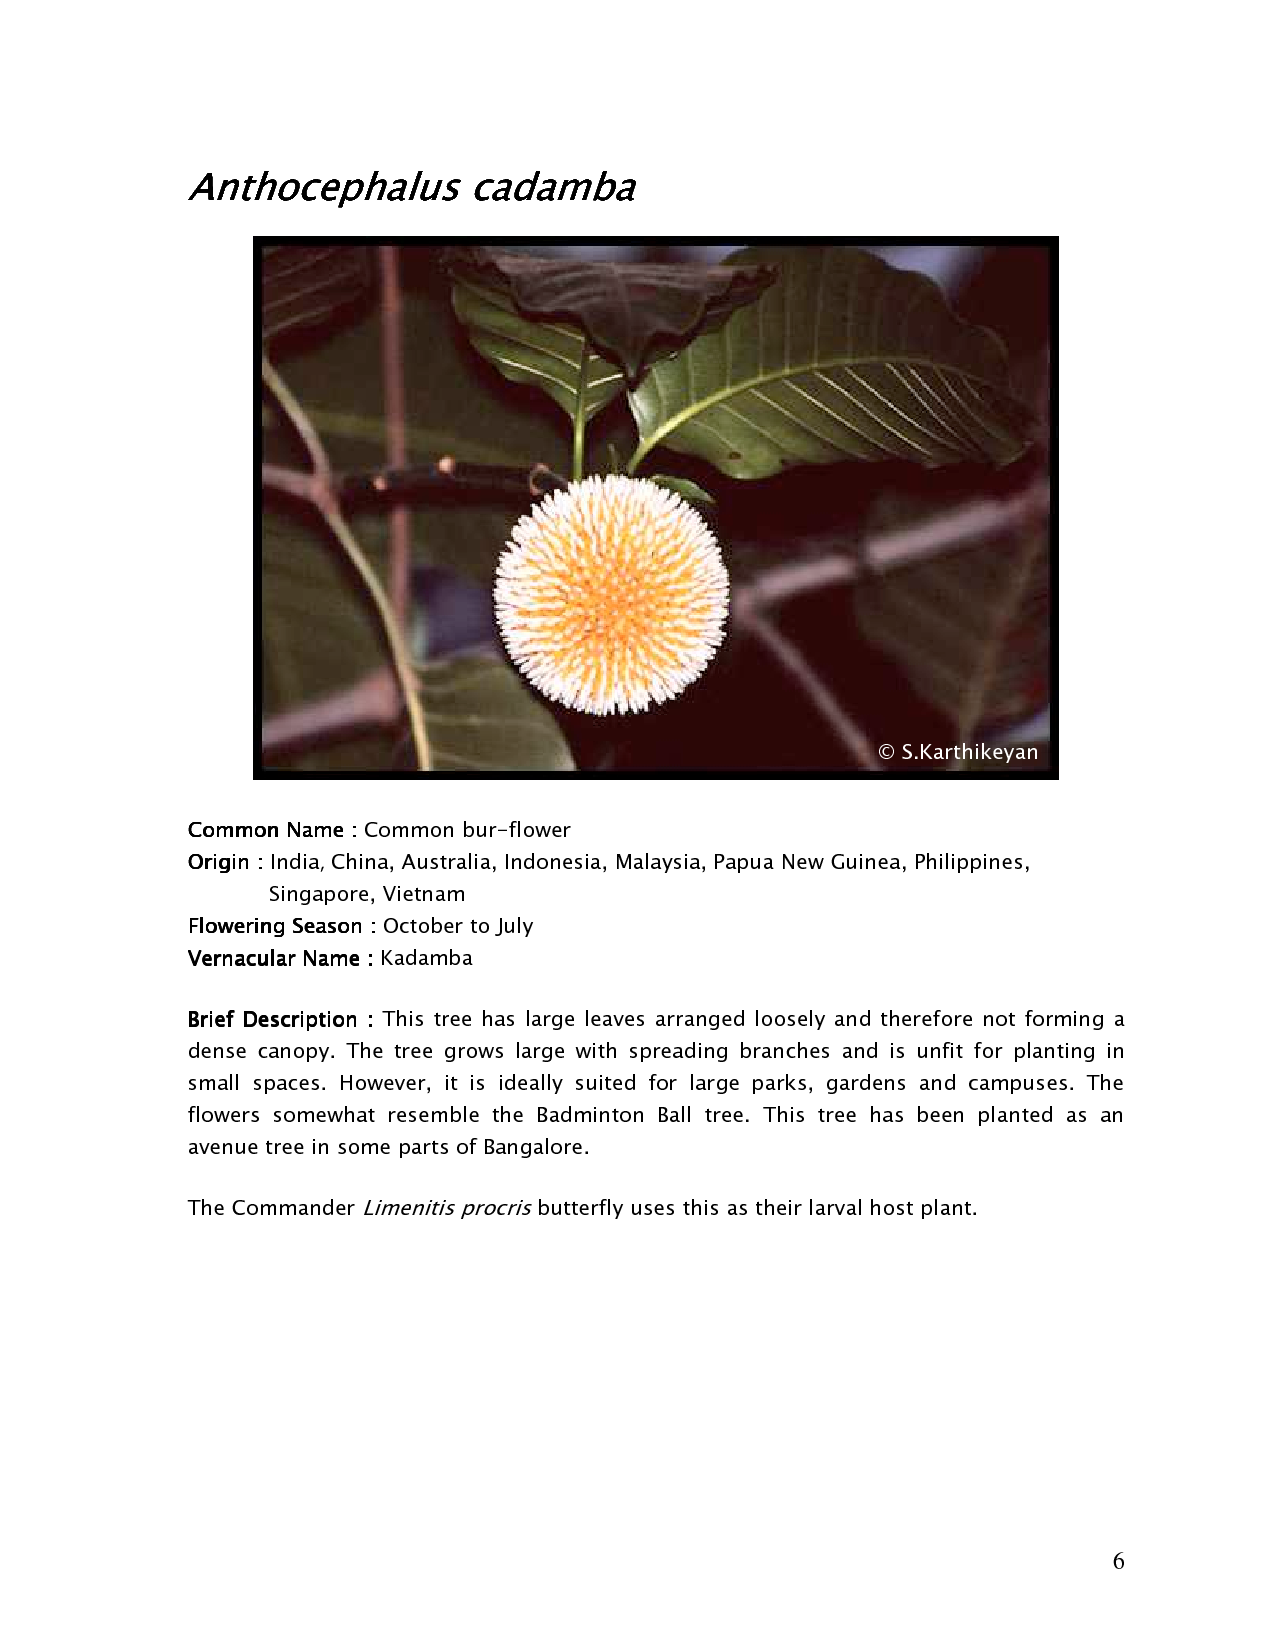 Anthocephalus cadamba
© S.Karthikeyan
Common Name : Common bur-flower
Origin : India, China, Australia, Indonesia, Malaysia, Papua New Guinea, Philippines,
Singapore, Vietnam
Flowering Season : October to July
Vernacular Name : Kadamba
Brief Description : This tree has large leaves arranged loosely and therefore not forming a
dense canopy. The tree grows large with spreading branches and is unfit for planting in
small spaces. However, it is ideally suited for large parks, gardens and campuses. The
flowers somewhat resemble the Badminton Ball tree. This tree has been planted as an
avenue tree in some parts of Bangalore.
The Commander Limenitis procris butterfly uses this as their larval host plant.
6